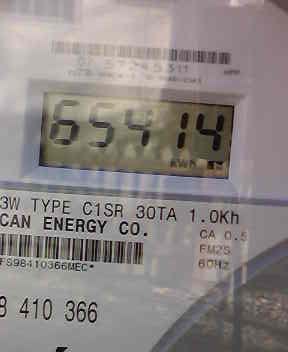 65414
KWH
3W TYPE C1SR 30TA 1.0Kh
CAN ENERGY CO.
CA 0.5
FM2S
60Hz
FS98410366MEC*
8 410 366